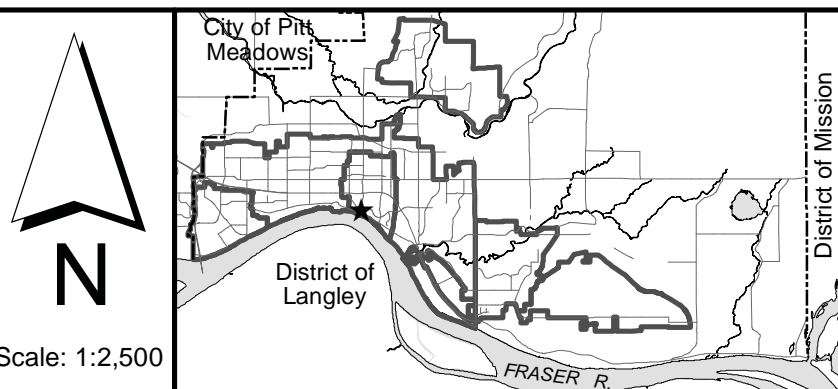 N
Scale: 1:2,500
City of Pitt
Meadows
District of
Langley
FRASER R.
District of Mission